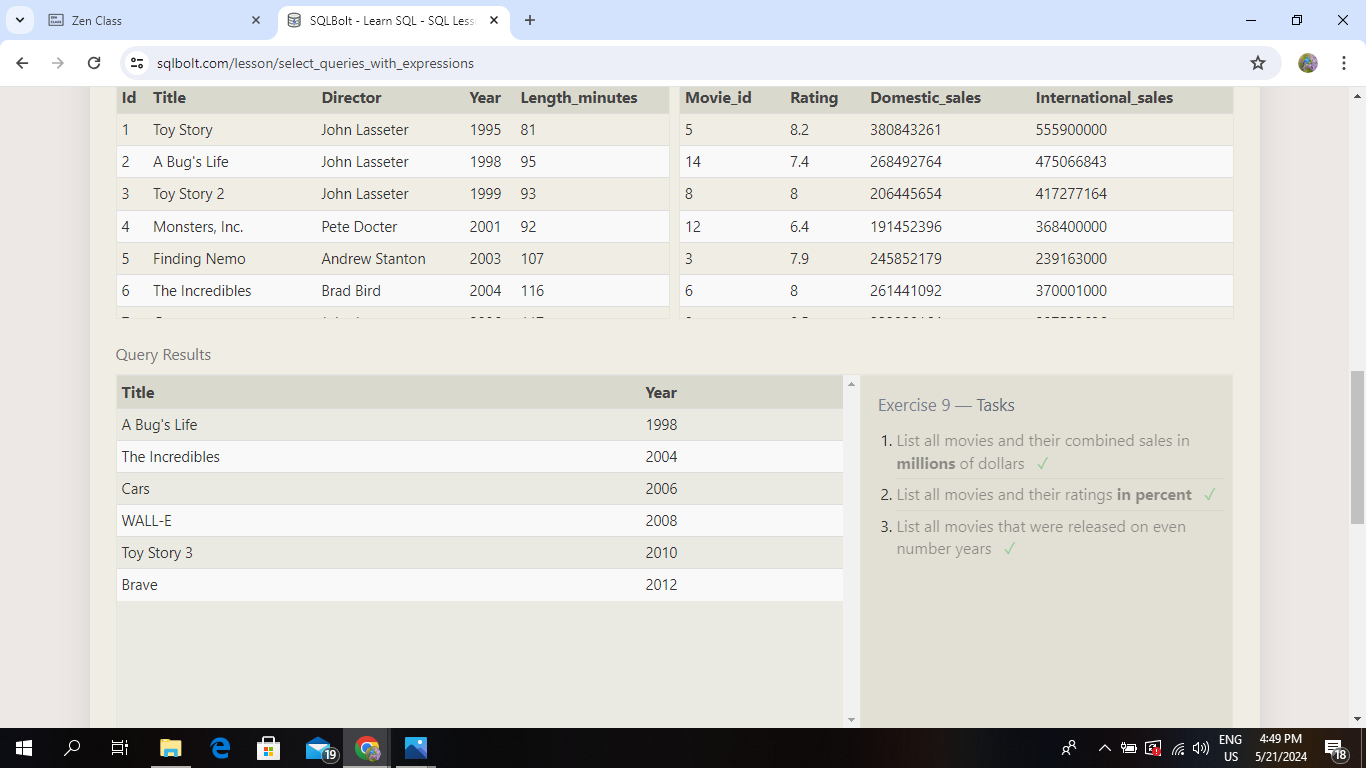 Zen Class
SQLBolt - Learn SQL - SQL Less
sqlbolt.com/lesson/select_queries_with_expressions
Id Title Director Year Length_minutes
1 Toy Story John Lasseter 1995 81
2 A Bug's Life John Lasseter 1998 95
3 Toy Story 2 John Lasseter 1999 93
4 Monsters, Inc. Pete Docter 2001 92
5 Finding Nemo Andrew Stanton 2003 107
6 The Incredibles Brad Bird 2004 116
Movie_id Rating Domestic_sales International_sales
5 8.2 380843261 555900000
14 7.4 268492764 475066843
8 8 206445654 417277164
12 6.4 191452396 368400000
3 7.9 245852179 239163000
6 8 261441092 370001000
Query Results
Title Year
A Bug's Life 1998
The Incredibles 2004
Cars 2006
WALL-E 2008
Toy Story 3 2010
Brave 2012
Exercise 9 — Tasks
1. List all movies and their combined sales in
millions of dollars ✓
2. List all movies and their ratings in percent ✓
3. List all movies that were released on even
number years ✓
19
ENG
US
4:49 PM
5/21/2024
18